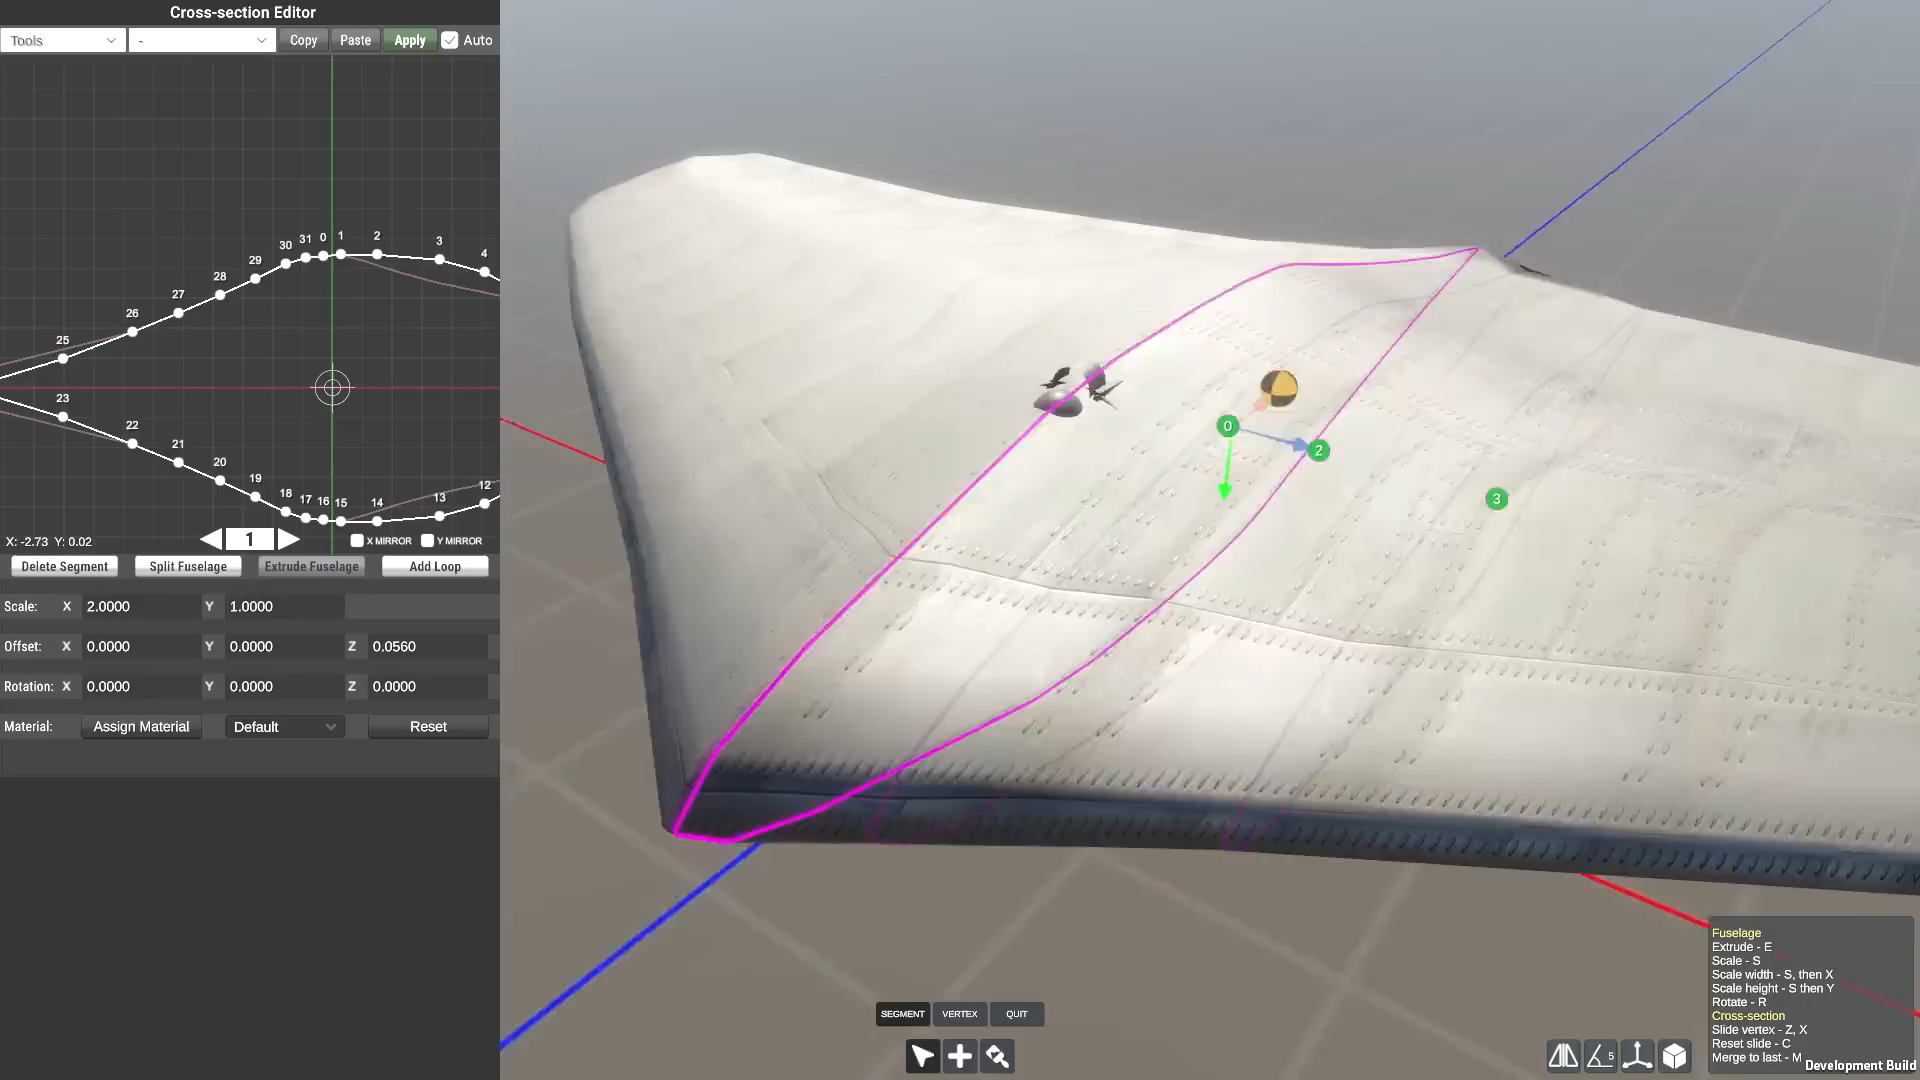 Cross-section Editor
Tools - Copy Paste Apply Auto
31 0 1 2 3 4
30
29
28
27
26
25
23
22
21
20
19
18 17 16 15 14 13 12
X: -2.73 Y: 0.02 1 X MIRROR Y MIRROR
Delete Segment Split Fuselage Extrude Fuselage Add Loop
Scale: X 2.0000 Y 1.0000
Offset: X 0.0000 Y 0.0000 Z 0.0560
Rotation: X 0.0000 Y 0.0000 Z 0.0000
Material: Assign Material Default Reset
0
2
3
SEGMENT VERTEX QUIT
5
Fuselage
Extrude - E
Scale - S
Scale width - S, then X
Scale height - S then Y
Rotate - R
Cross-section
Slide vertex - Z, X
Reset slide - C
Merge to last - M
Development Build